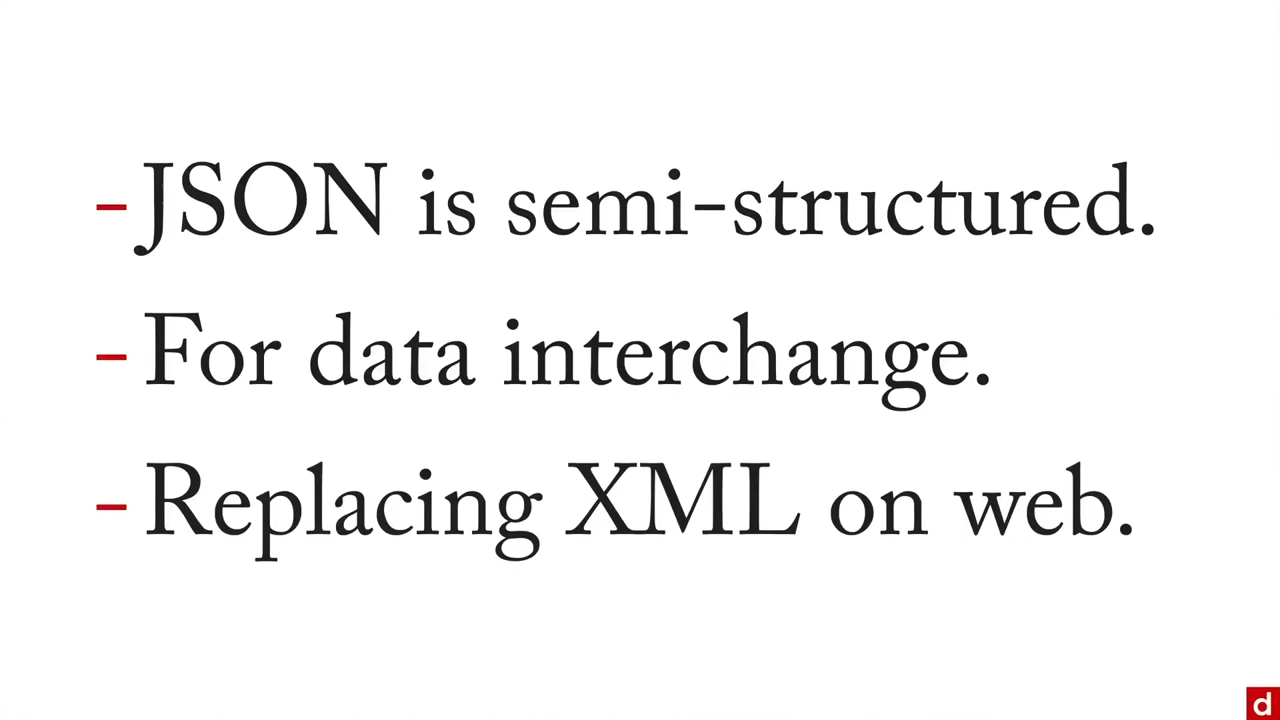 - JSON is semi-structured.
- For data interchange.
- Replacing XML on web.
d